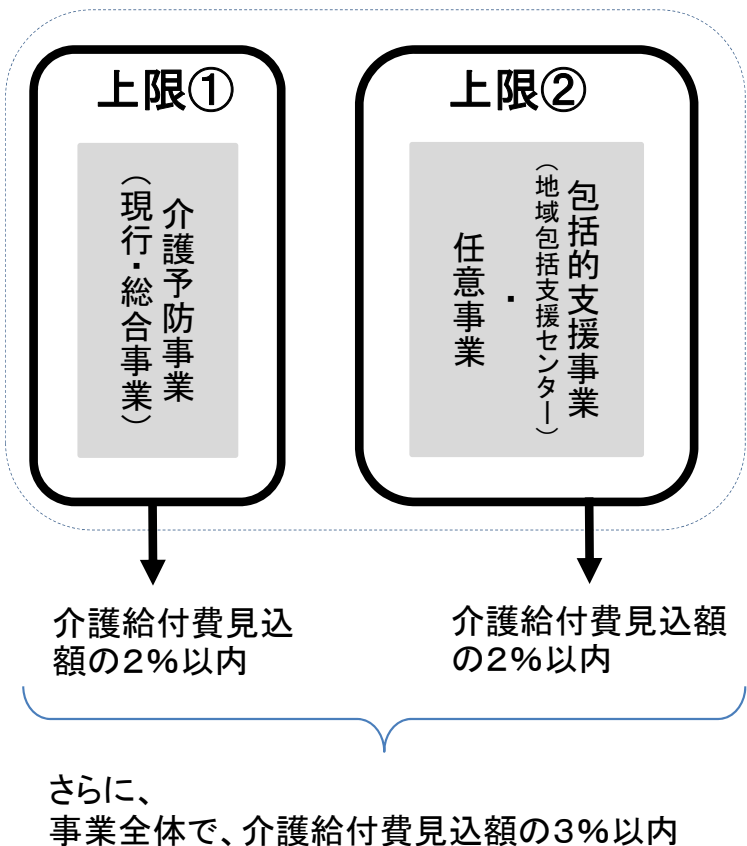 上限①
介護予防事業
(現行・総合事業)
上限②
包括的支援事業
(地域包括支援センター)
・
任意事業
介護給付費見込
額の2%以内
介護給付費見込額
の2%以内
さらに、
事業全体で、介護給付費見込額の3%以内